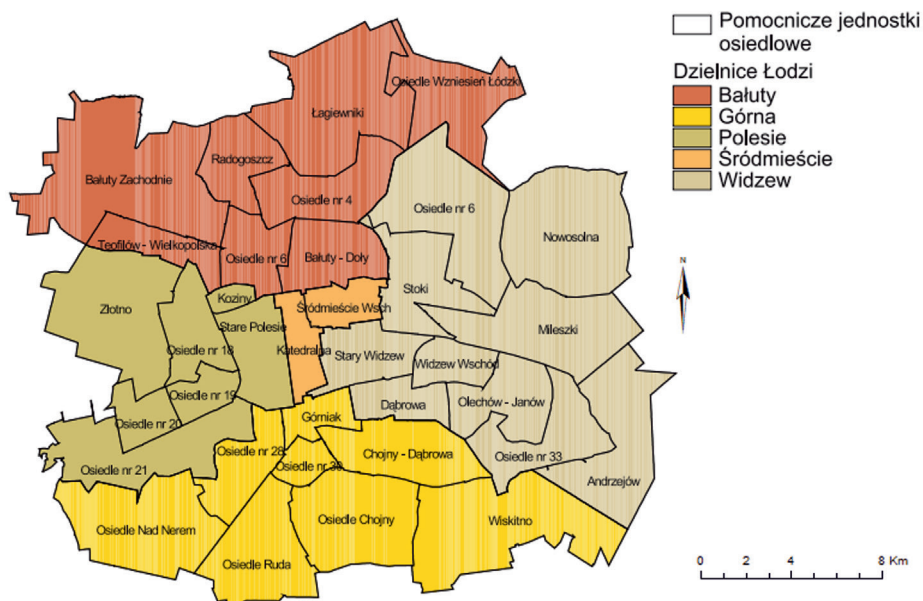 Pomocnicze jednostki
osiedlowe
Dzielnice Łodzi
Bałuty
Górna
Polesie
Śródmieście
Widzew
Osiedle Wzniesień Łódzki
Łagiewniki
Radogoszcz
Bałuty Zachodnie
Osiedle nr 4
Osiedle nr 6
Nowosolna
Teofilów - Wielkopolska
Osiedle nr 6
Bałuty - Doły
N
Stoki
Koziny
Złotno
Śródmieście Wsch
Stare Polesie
Mileszki
Osiedle nr 18
Katedralna
Stary Widzew
Widzew Wschód
Osiedle nr 19
Olechów - Janów
Dąbrowa
Górniak
Osiedle nr 20
Osiedle nr 28
Chojny - Dąbrowa
Osiedle nr 33
Osiedle nr 21
Osiedle nr 30
Andrzejów
Osiedle Nad Nerem
Osiedle Chojny
Wiskitno
Osiedle Ruda
0 2 4 8 Km